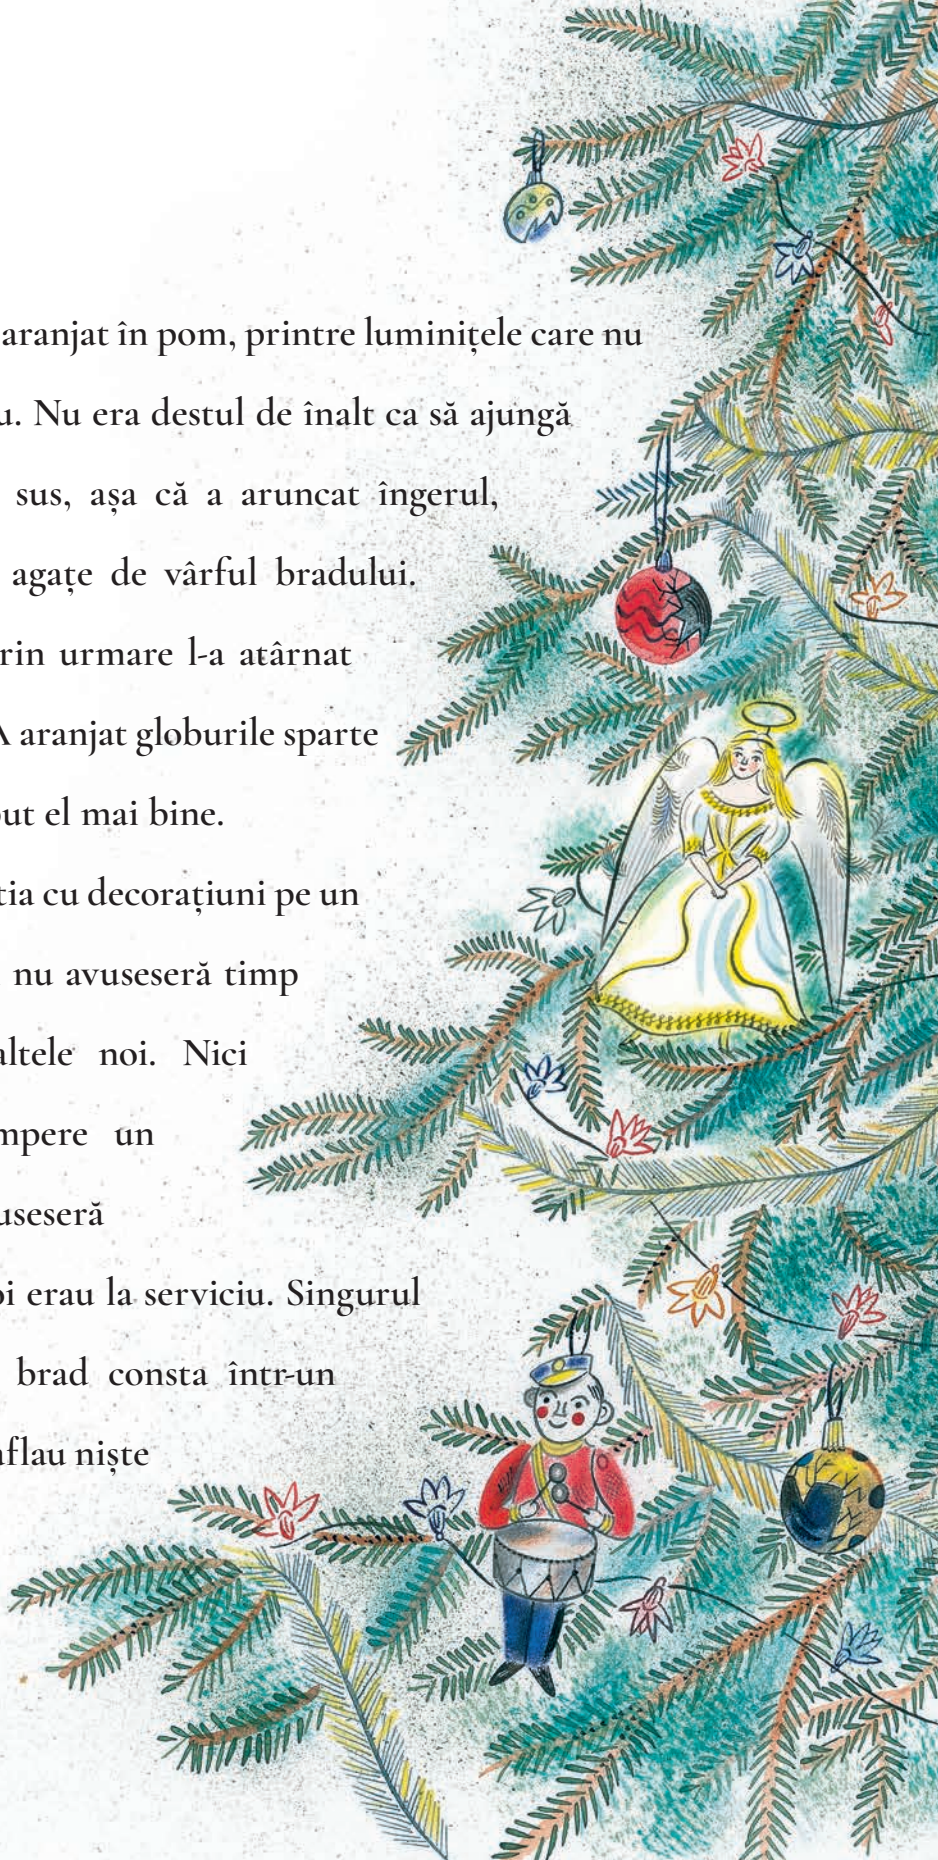 aranjat în pom, printre luminițele care nu
u. Nu era destul de înalt ca să ajungă
sus, așa că a aruncat îngerul,
agațe de vârful bradului.
rin urmare l-a atârnat
A aranjat globurile sparte
put el mai bine.
tia cu decorațiuni pe un
nu avuseseră timp
altele noi. Nici
mpere un
useseră
oi erau la serviciu. Singurul
brad consta într-un
aflau niște